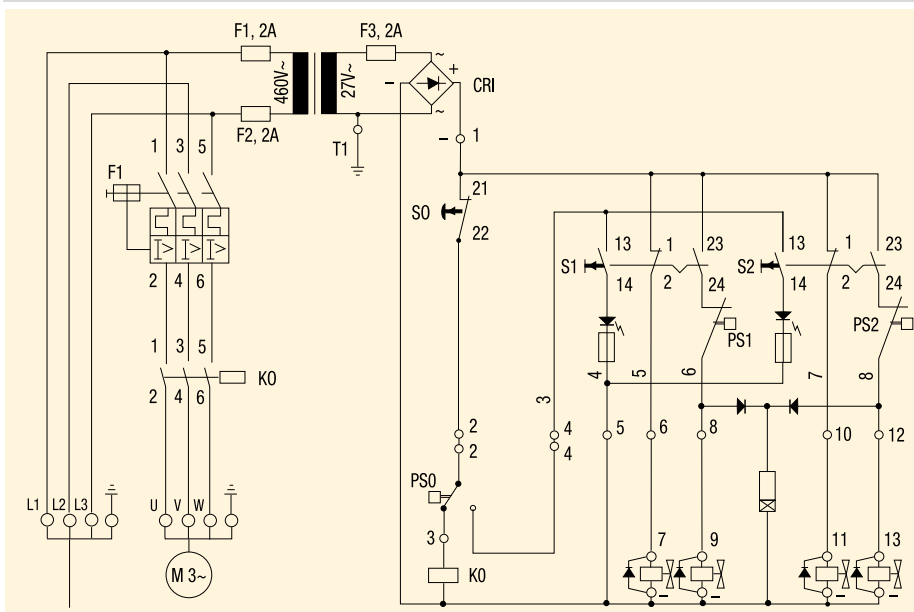 F1, 2A
F3, 2A
460V~
27V~
~
+
–
CRI
~
F2, 2A
T1
– 1
1 3 5
F1
I> I> I>
2 4 6
21
S0
22
13 1 23
S1
14 2 24
PS1
13 1 23
S2
14 2 24
PS2
1 3 5
K0
2 4 6
3 4 5 6 7 8
2 4 5 6 8 10 12
2 4
PS0
3
K0
L1 L2 L3
U V W
M 3~
7 9 11 13
– – – –